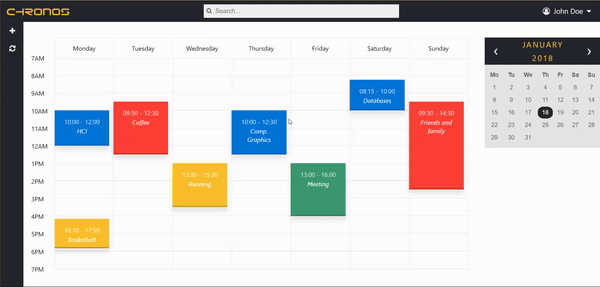 CHRONOS
Search...
John Doe
Monday Tuesday Wednesday Thursday Friday Saturday Sunday
7AM
8AM
9AM
10AM
11AM
12AM
1PM
2PM
3PM
4PM
5PM
6PM
7PM
10:00 - 12:00
HCI
16:10 - 17:30
Basketball
09:30 - 12:30
Coffee
13:00 - 15:30
Running
10:00 - 12:30
Comp.
Graphics
13:00 - 16:00
Meeting
08:15 - 10:00
Databases
09:30 - 14:30
Friends and
family
JANUARY
2018
Mo Tu We Th Fr Sa Su
1 2 3 4 5 6 7
8 9 10 11 12 13 14
15 16 17 18 19 20 21
22 23 24 25 26 27 28
29 30 31